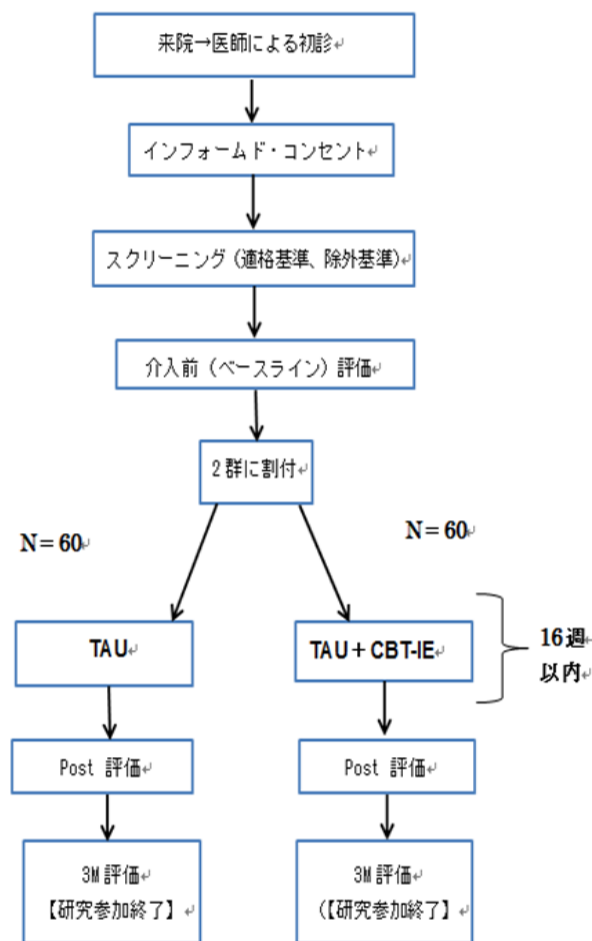 来院→医師による初診↵
インフォームド・コンセント↵
スクリーニング（適格基準、除外基準）↵
介入前（ベースライン）評価↵
2群に割付↵
N＝60↵
N＝60↵
TAU↵
TAU＋CBT-IE↵
16週↵
以内↵
Post 評価↵
Post 評価↵
3M評価↵
【研究参加終了】↵
3M評価↵
(【研究参加終了】↵